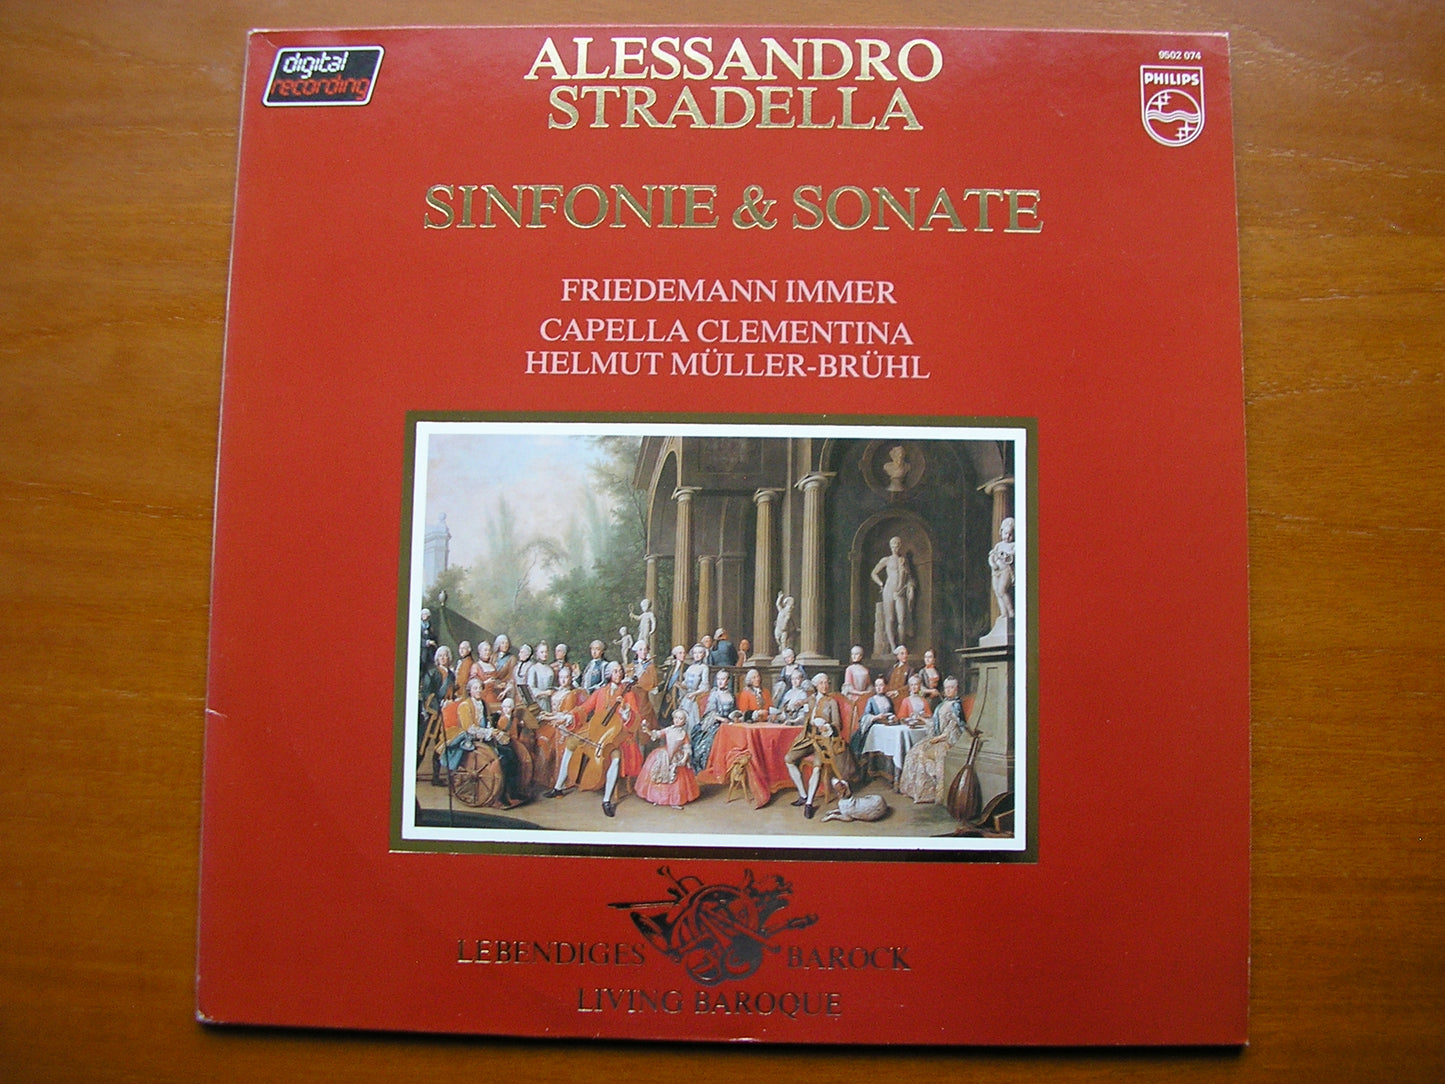 digital
recording
9502 074
PHILIPS
ALESSANDRO
STRADELLA
SINFONIE & SONATE
FRIEDEMANN IMMER
CAPELLA CLEMENTINA
HELMUT MÜLLER-BRÜHL
LEBENDIGES BAROCK
LIVING BAROQUE